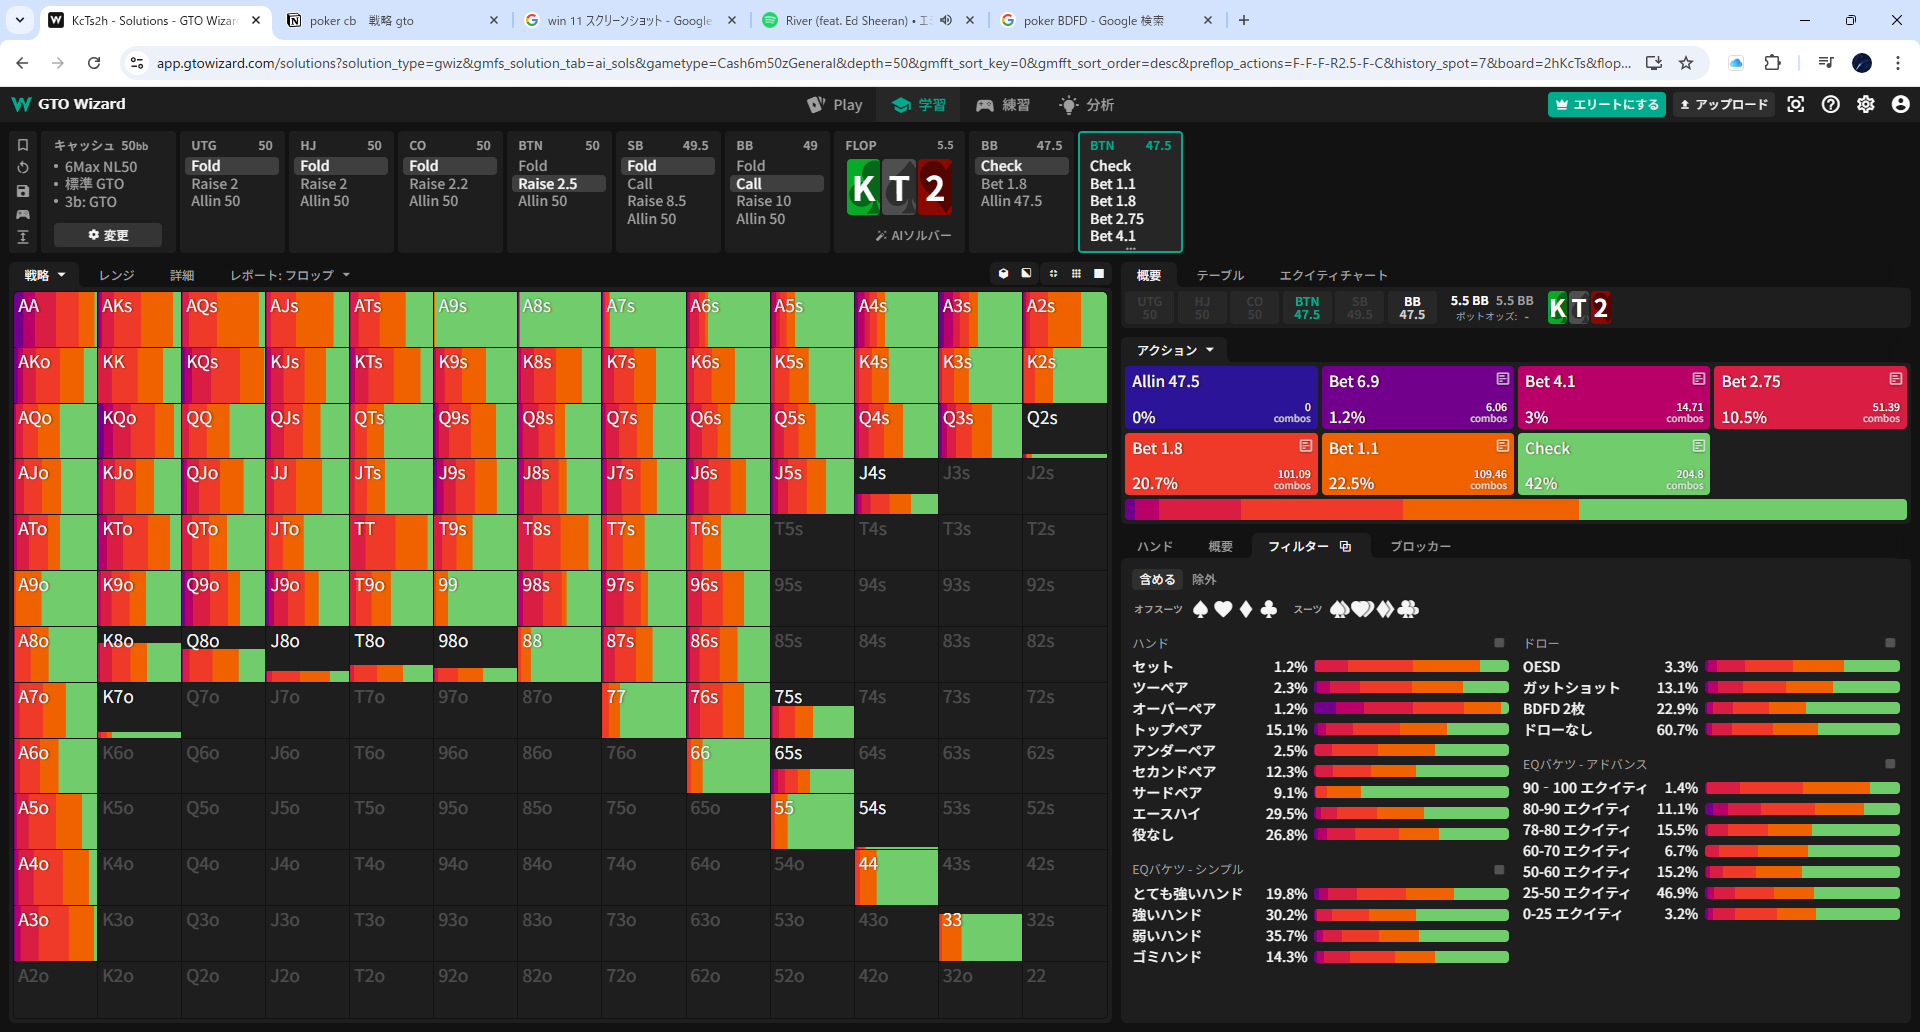 KcTs2h - Solutions - GTO Wizar
poker cb 戦略 gto
win 11 スクリーンショット - Google
River (feat. Ed Sheeran) • エ
poker BDFD - Google 検索
app.gtowizard.com/solutions?solution_type=gwiz&gmfs_solution_tab=ai_sols&gametype=Cash6m50zGeneral&depth=50&gmfft_sort_key=0&gmfft_sort_order=desc&preflop_actions=F-F-F-R2.5-F-C&history_spot=7&board=2hKcTs&flop...
GTO Wizard
Play
学習
練習
分析
エリートにする
アップロード
キャッシュ 50bb
• 6Max NL50
• 標準 GTO
• 3b: GTO
変更
UTG 50
Fold
Raise 2
Allin 50
HJ 50
Fold
Raise 2
Allin 50
CO 50
Fold
Raise 2.2
Allin 50
BTN 50
Fold
Raise 2.5
Allin 50
SB 49.5
Fold
Call
Raise 8.5
Allin 50
BB 49
Fold
Call
Raise 10
Allin 50
FLOP 5.5
K T 2
AIソルバー
BB 47.5
Check
Bet 1.8
Allin 47.5
BTN 47.5
Check
Bet 1.1
Bet 1.8
Bet 2.75
Bet 4.1
...
戦略 レンジ 詳細 レポート: フロップ
AA AKs AQs AJs ATs A9s A8s A7s A6s A5s A4s A3s A2s
AKo KK KQs KJs KTs K9s K8s K7s K6s K5s K4s K3s K2s
AQo KQo QQ QJs QTs Q9s Q8s Q7s Q6s Q5s Q4s Q3s Q2s
AJo KJo QJo JJ JTs J9s J8s J7s J6s J5s J4s J3s J2s
ATo KTo QTo JTo TT T9s T8s T7s T6s T5s T4s T3s T2s
A9o K9o Q9o J9o T9o 99 98s 97s 96s 95s 94s 93s 92s
A8o K8o Q8o J8o T8o 98o 88 87s 86s 85s 84s 83s 82s
A7o K7o Q7o J7o T7o 97o 87o 77 76s 75s 74s 73s 72s
A6o K6o Q6o J6o T6o 96o 86o 76o 66 65s 64s 63s 62s
A5o K5o Q5o J5o T5o 95o 85o 75o 65o 55 54s 53s 52s
A4o K4o Q4o J4o T4o 94o 84o 74o 64o 54o 44 43s 42s
A3o K3o Q3o J3o T3o 93o 83o 73o 63o 53o 43o 33 32s
A2o K2o Q2o J2o T2o 92o 82o 72o 62o 52o 42o 32o 22
概要 テーブル エクイティチャート
UTG 50
HJ 50
CO 50
BTN 47.5
SB 49.5
BB 47.5
5.5 BB 5.5 BB
ポットオッズ: -
K T 2
アクション
Allin 47.5
0
0% combos
Bet 6.9
6.06
1.2% combos
Bet 4.1
14.71
3% combos
Bet 2.75
51.39
10.5% combos
Bet 1.8
101.09
20.7% combos
Bet 1.1
109.46
22.5% combos
Check
204.8
42% combos
ハンド 概要 フィルター ブロッカー
含める 除外
オフスーツ スーツ
ハンド
セット 1.2%
ツーペア 2.3%
オーバーペア 1.2%
トップペア 15.1%
アンダーペア 2.5%
セカンドペア 12.3%
サードペア 9.1%
エースハイ 29.5%
役なし 26.8%
EQバケツ - シンプル
とても強いハンド 19.8%
強いハンド 30.2%
弱いハンド 35.7%
ゴミハンド 14.3%
ドロー
OESD 3.3%
ガットショット 13.1%
BDFD 2枚 22.9%
ドローなし 60.7%
EQバケツ - アドバンス
90 - 100 エクイティ 1.4%
80-90 エクイティ 11.1%
78-80 エクイティ 15.5%
60-70 エクイティ 6.7%
50-60 エクイティ 15.2%
25-50 エクイティ 46.9%
0-25 エクイティ 3.2%